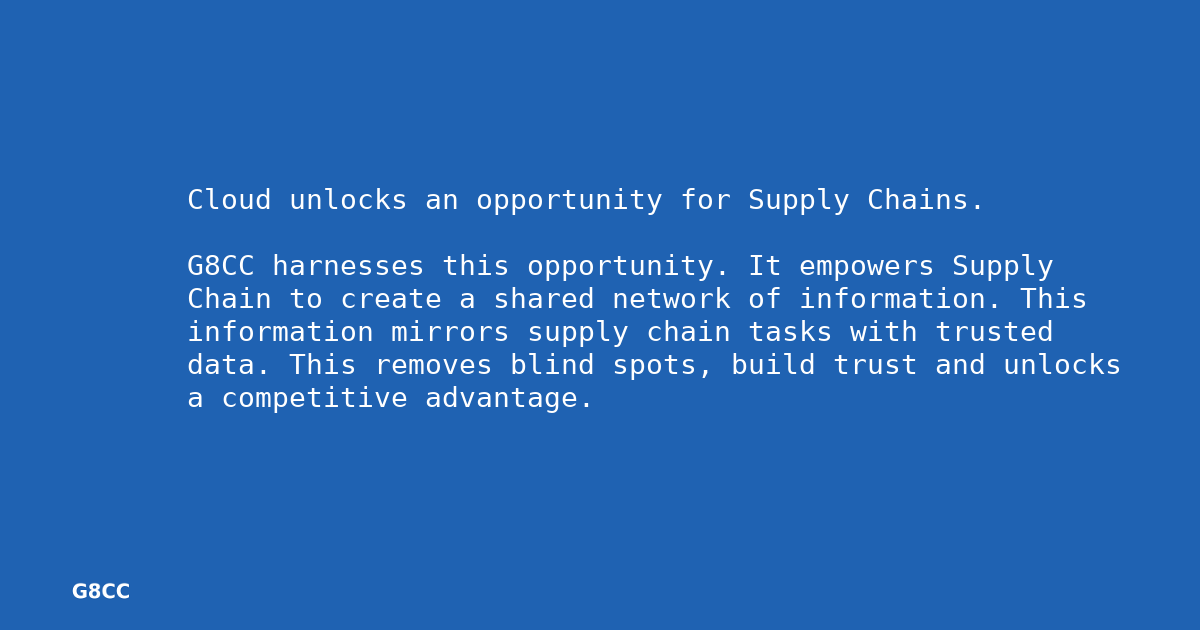 Cloud unlocks an opportunity for Supply Chains.
G8CC harnesses this opportunity. It empowers Supply
Chain to create a shared network of information. This
information mirrors supply chain tasks with trusted
data. This removes blind spots, build trust and unlocks
a competitive advantage.
G8CC